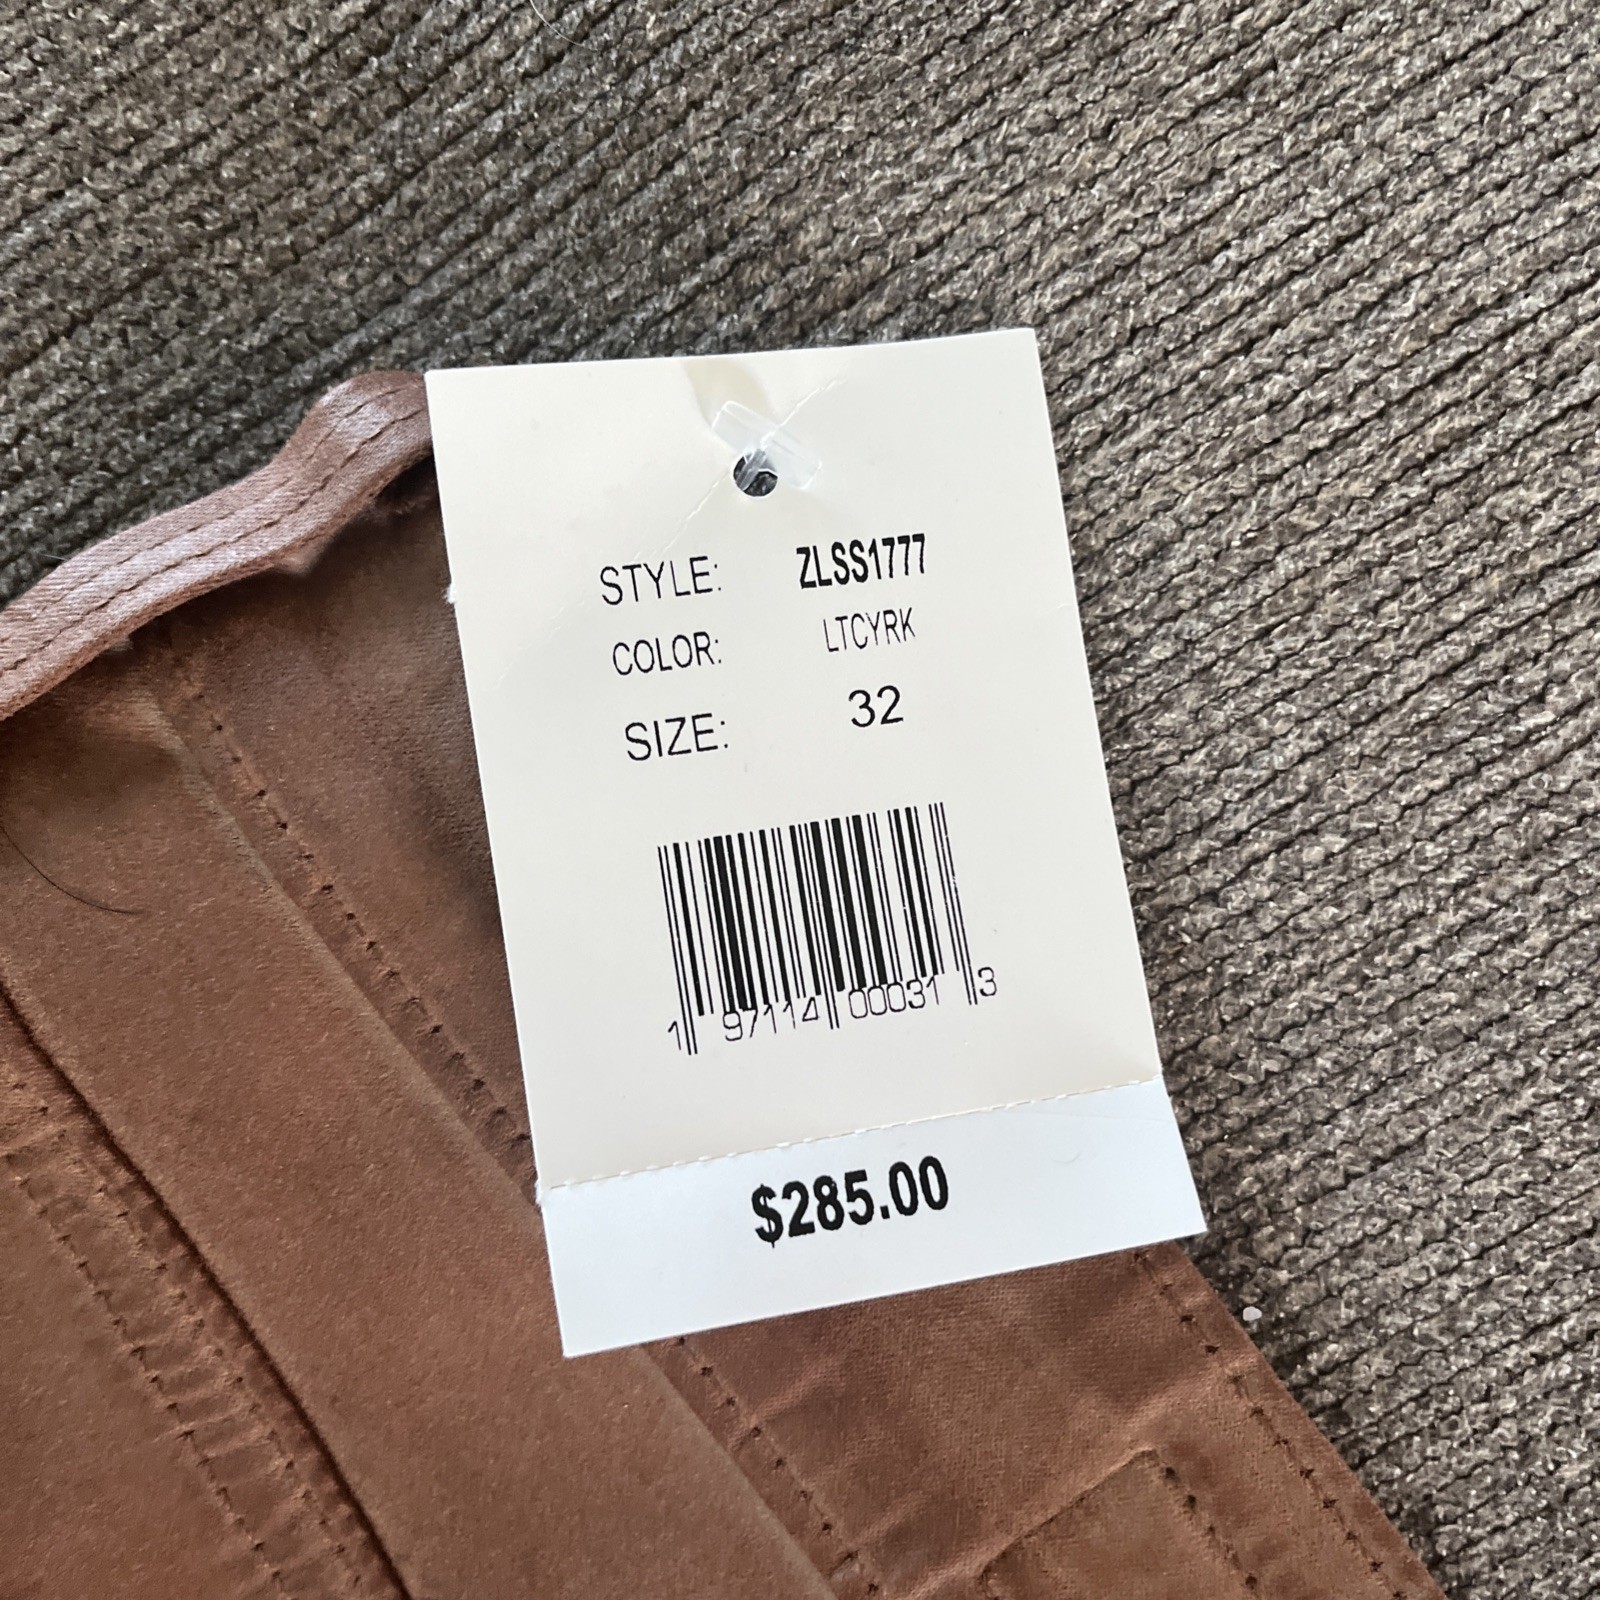 STYLE: ZLSS1777
COLOR: LTCYRK
SIZE: 32
1 97114 00031 3
$285.00